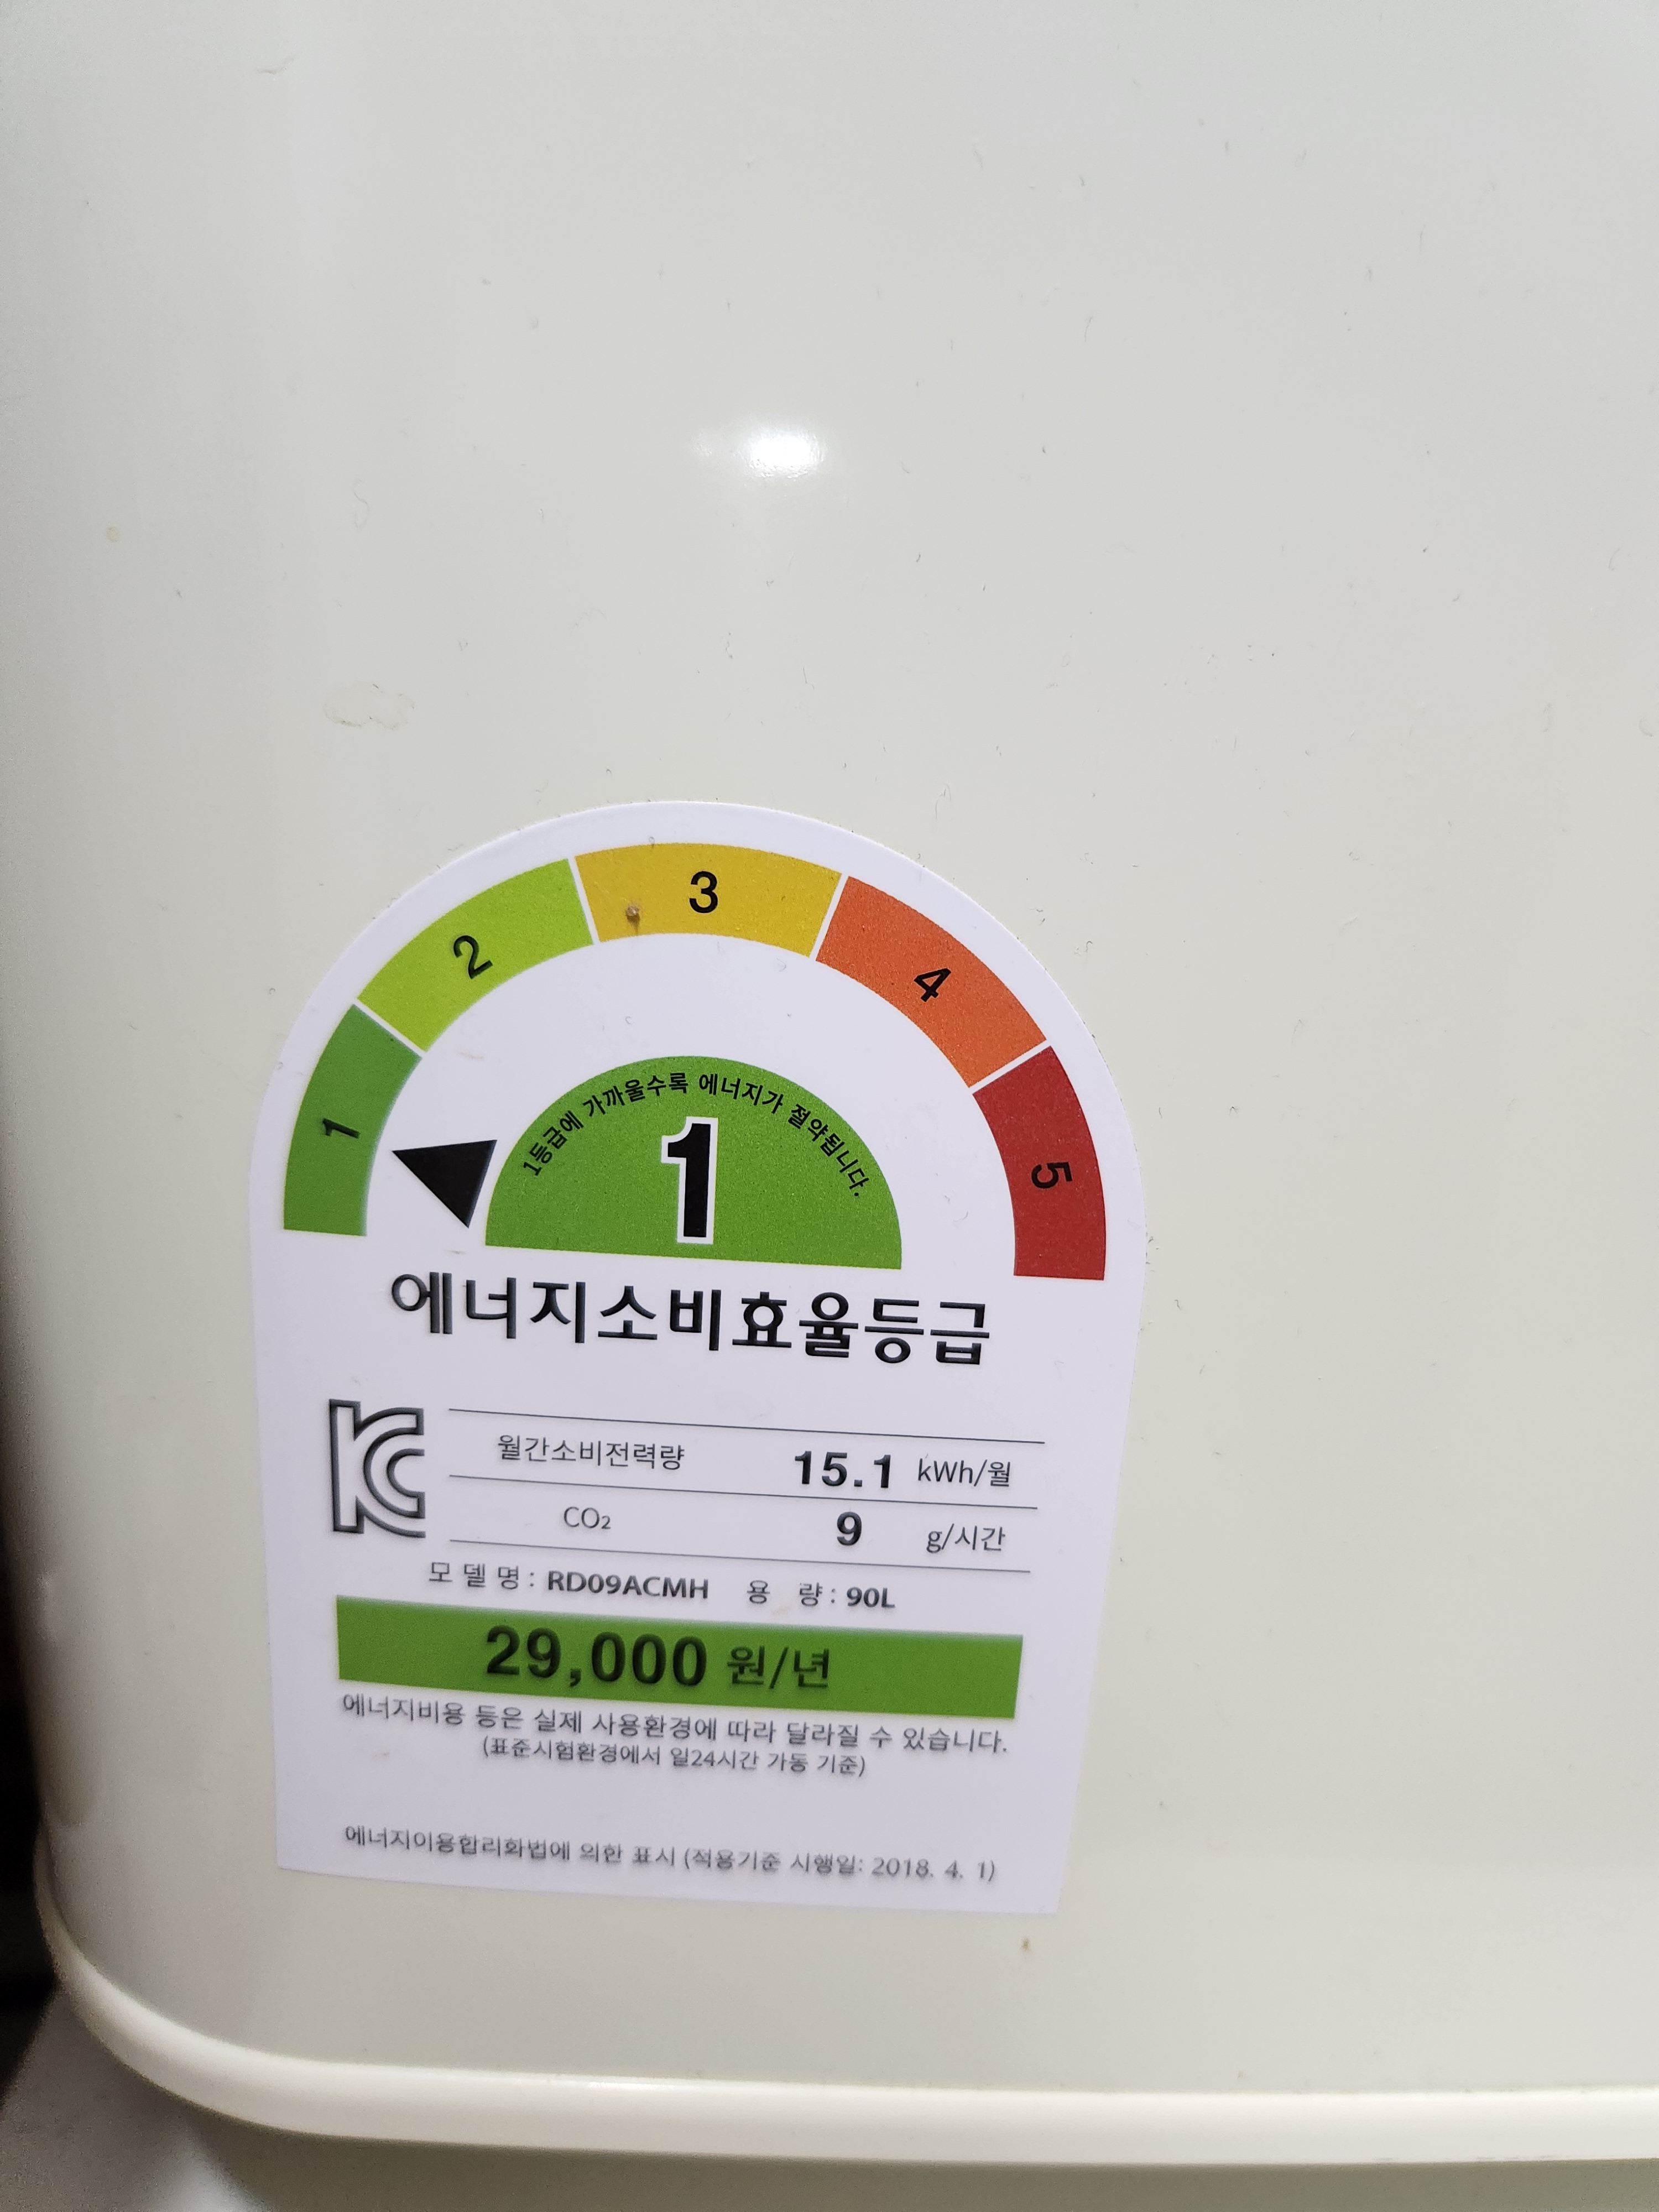 1
2
3
4
5
1등급에 가까울수록 에너지가 절약됩니다.
1
에너지소비효율등급
월간소비전력량 15.1 kWh/월
CO₂ 9 g/시간
모 델 명 : RD09ACMH 용 량 : 90L
29,000 원/년
에너지비용 등은 실제 사용환경에 따라 달라질 수 있습니다.
(표준시험환경에서 일24시간 가동 기준)
에너지이용합리화법에 의한 표시 (적용기준 시행일: 2018. 4. 1)